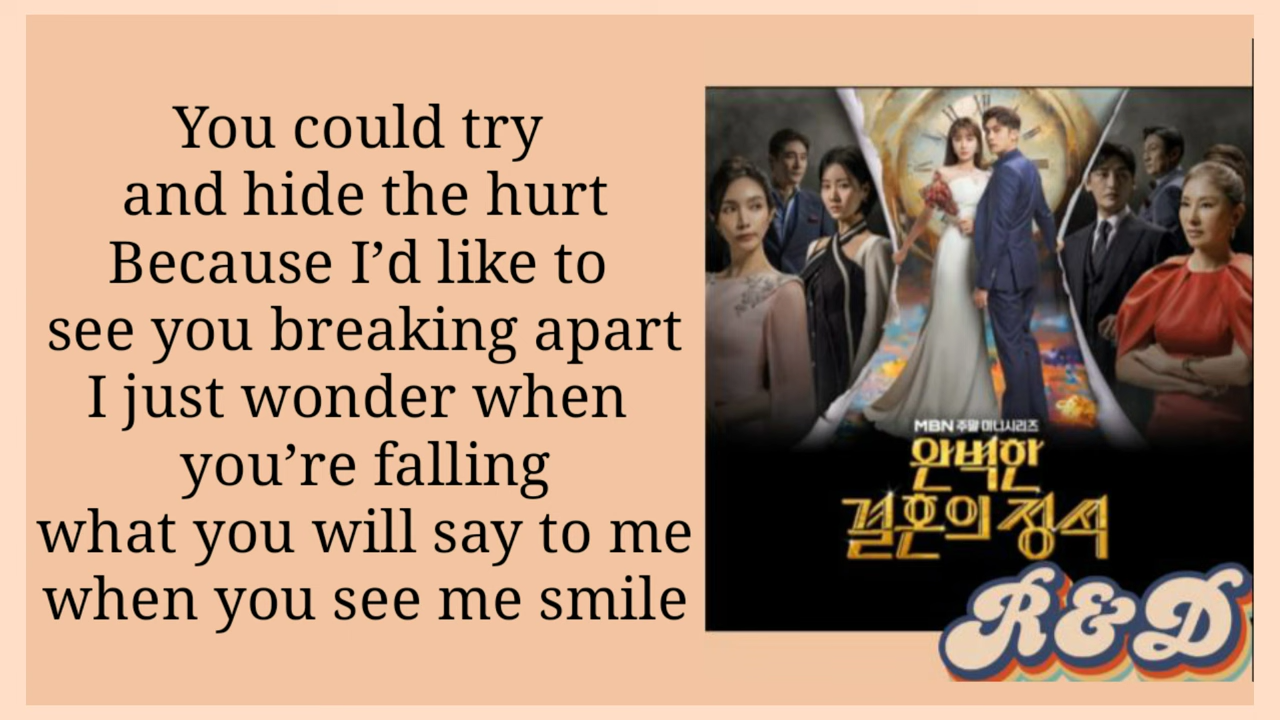 You could try
and hide the hurt
Because I’d like to
see you breaking apart
I just wonder when
you’re falling
what you will say to me
when you see me smile
MBN 주말 미니시리즈
완벽한
결혼의 정석
R&D